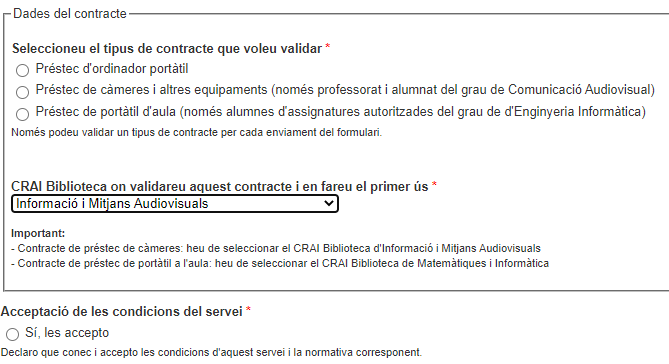 Dades del contracte
Seleccioneu el tipus de contracte que voleu validar *
Préstec d'ordinador portàtil
Préstec de càmeres i altres equipaments (només professorat i alumnat del grau de Comunicació Audiovisual)
Préstec de portàtil d'aula (només alumnes d'assignatures autoritzades del grau de d'Enginyeria Informàtica)
Només podeu validar un tipus de contracte per cada enviament del formulari.
CRAI Biblioteca on validareu aquest contracte i en fareu el primer ús *
Informació i Mitjans Audiovisuals
Important:
- Contracte de préstec de càmeres: heu de seleccionar el CRAI Biblioteca d'Informació i Mitjans Audiovisuals
- Contracte de préstec de portàtil a l'aula: heu de seleccionar el CRAI Biblioteca de Matemàtiques i Informàtica
Acceptació de les condicions del servei *
Sí, les accepto
Declaro que conec i accepto les condicions d'aquest servei i la normativa corresponent.